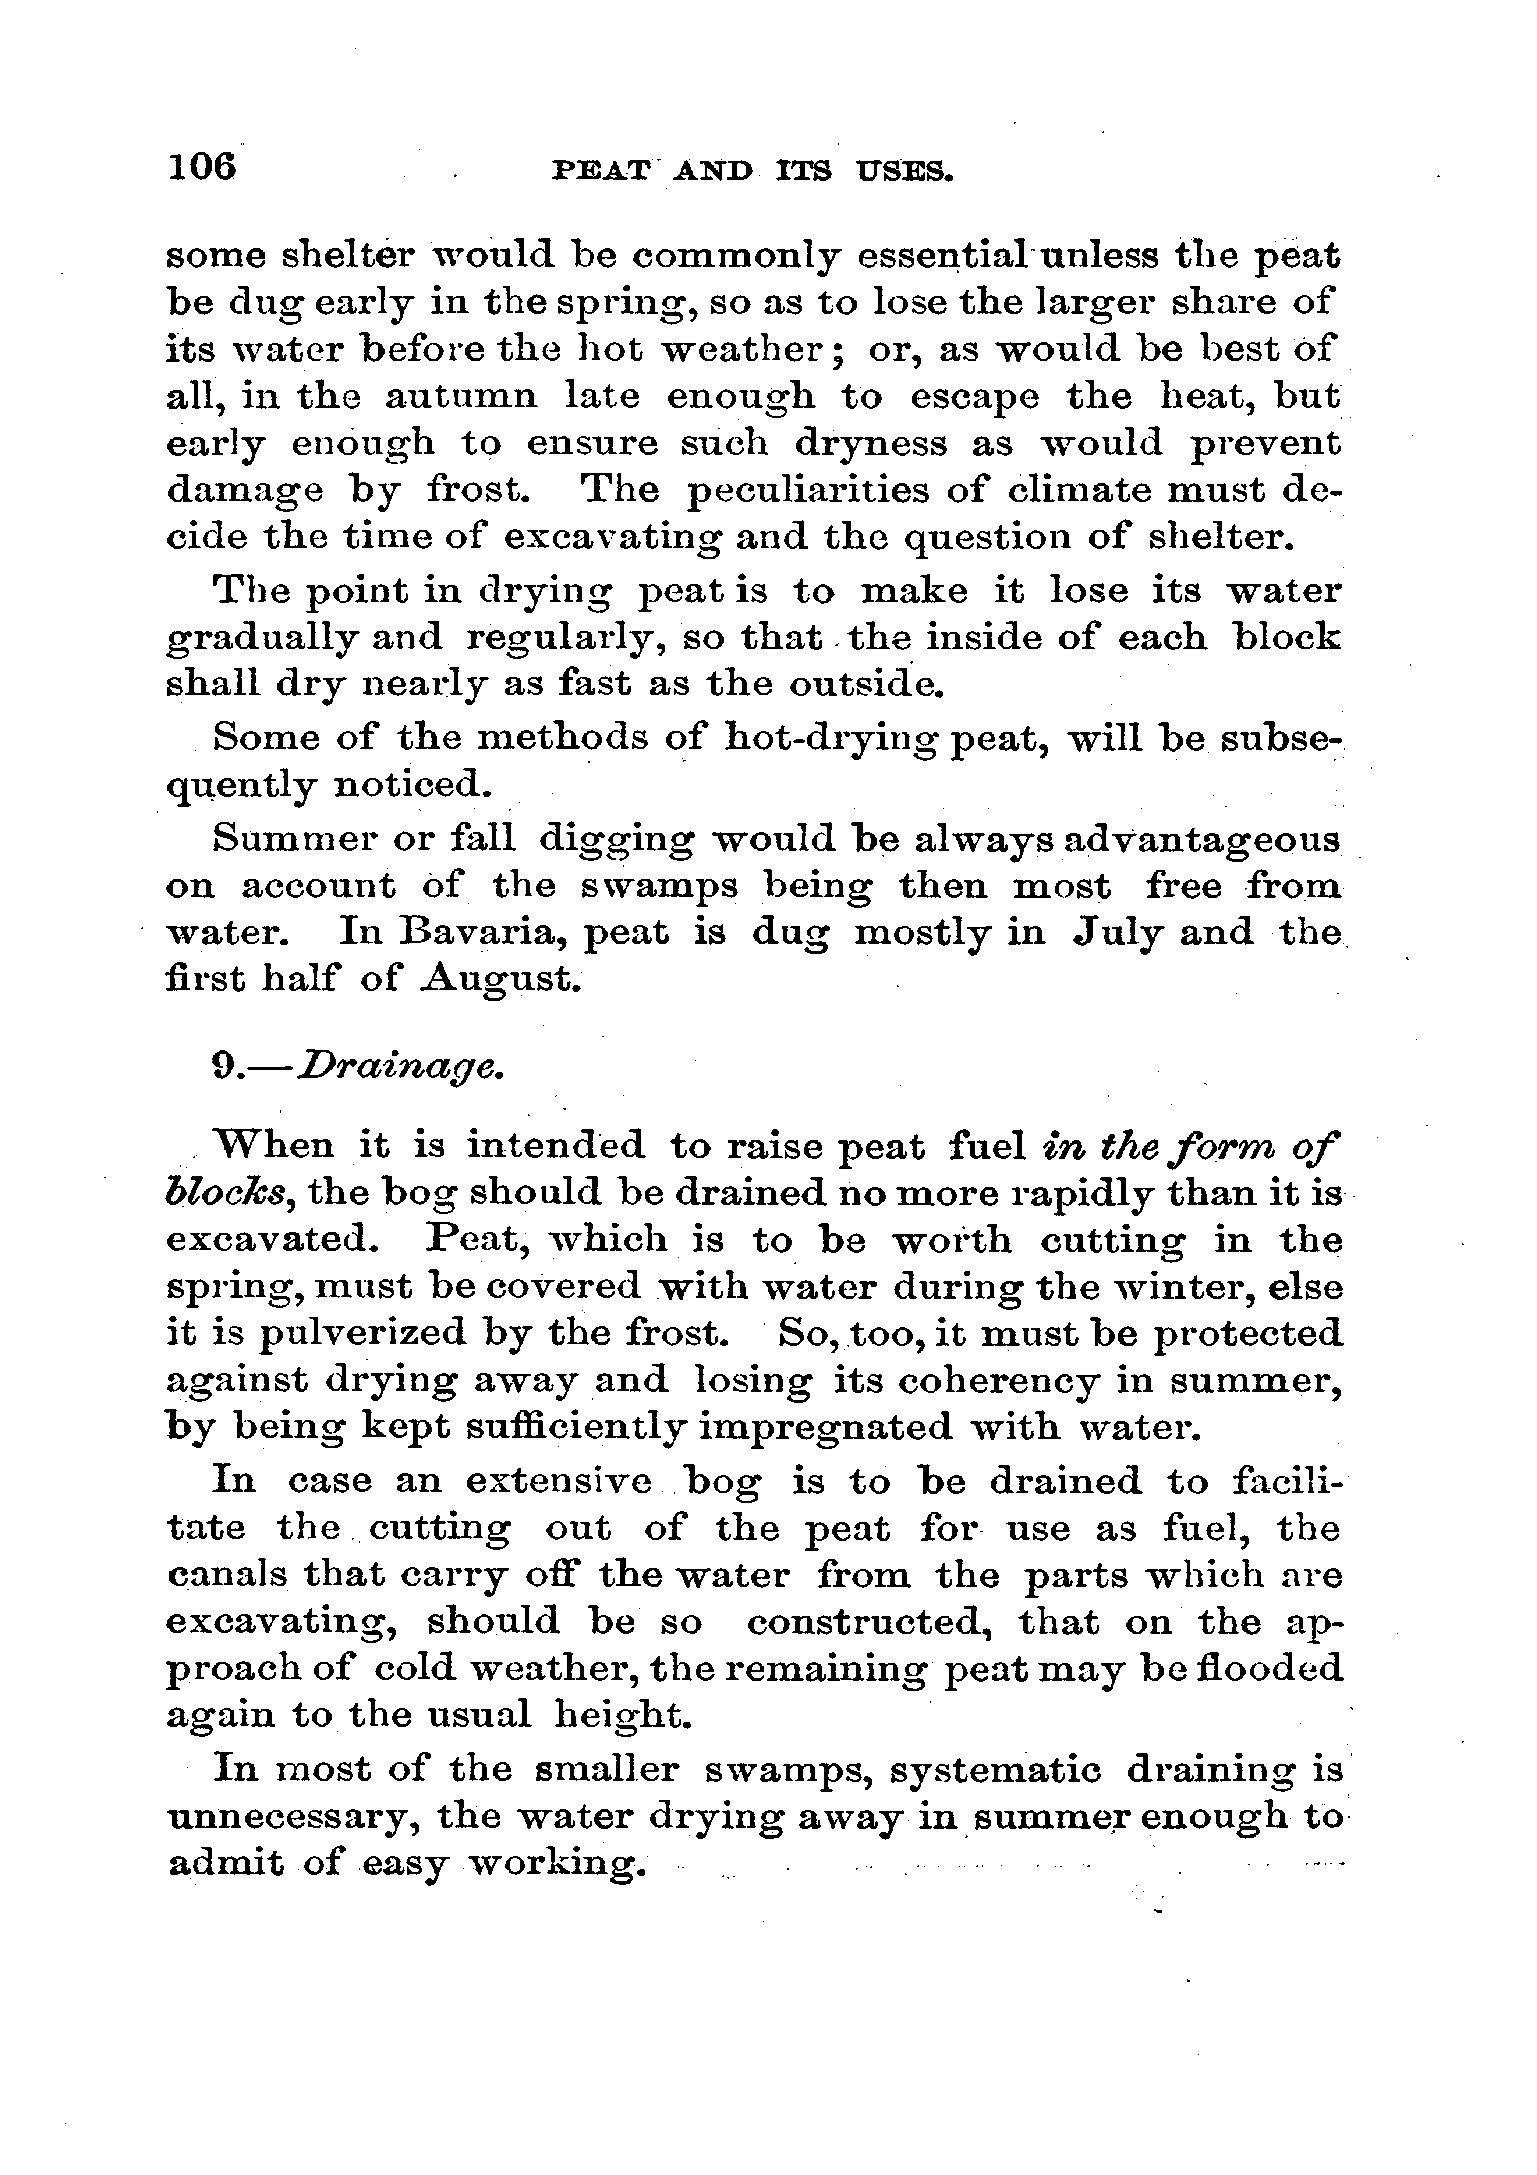 106 PEAT AND ITS USES.
some shelter would be commonly essential unless the peat
be dug early in the spring, so as to lose the larger share of
its water before the hot weather; or, as would be best of
all, in the autumn late enough to escape the heat, but
early enough to ensure such dryness as would prevent
damage by frost. The peculiarities of climate must de-
cide the time of excavating and the question of shelter.
The point in drying peat is to make it lose its water
gradually and regularly, so that the inside of each block
shall dry nearly as fast as the outside.
Some of the methods of hot-drying peat, will be subse-
quently noticed.
Summer or fall digging would be always advantageous
on account of the swamps being then most free from
water. In Bavaria, peat is dug mostly in July and the
first half of August.
9.—Drainage.
When it is intended to raise peat fuel in the form of
blocks, the bog should be drained no more rapidly than it is
excavated. Peat, which is to be worth cutting in the
spring, must be covered with water during the winter, else
it is pulverized by the frost. So, too, it must be protected
against drying away and losing its coherency in summer,
by being kept sufficiently impregnated with water.
In case an extensive bog is to be drained to facili-
tate the cutting out of the peat for use as fuel, the
canals that carry off the water from the parts which are
excavating, should be so constructed, that on the ap-
proach of cold weather, the remaining peat may be flooded
again to the usual height.
In most of the smaller swamps, systematic draining is
unnecessary, the water drying away in summer enough to
admit of easy working.